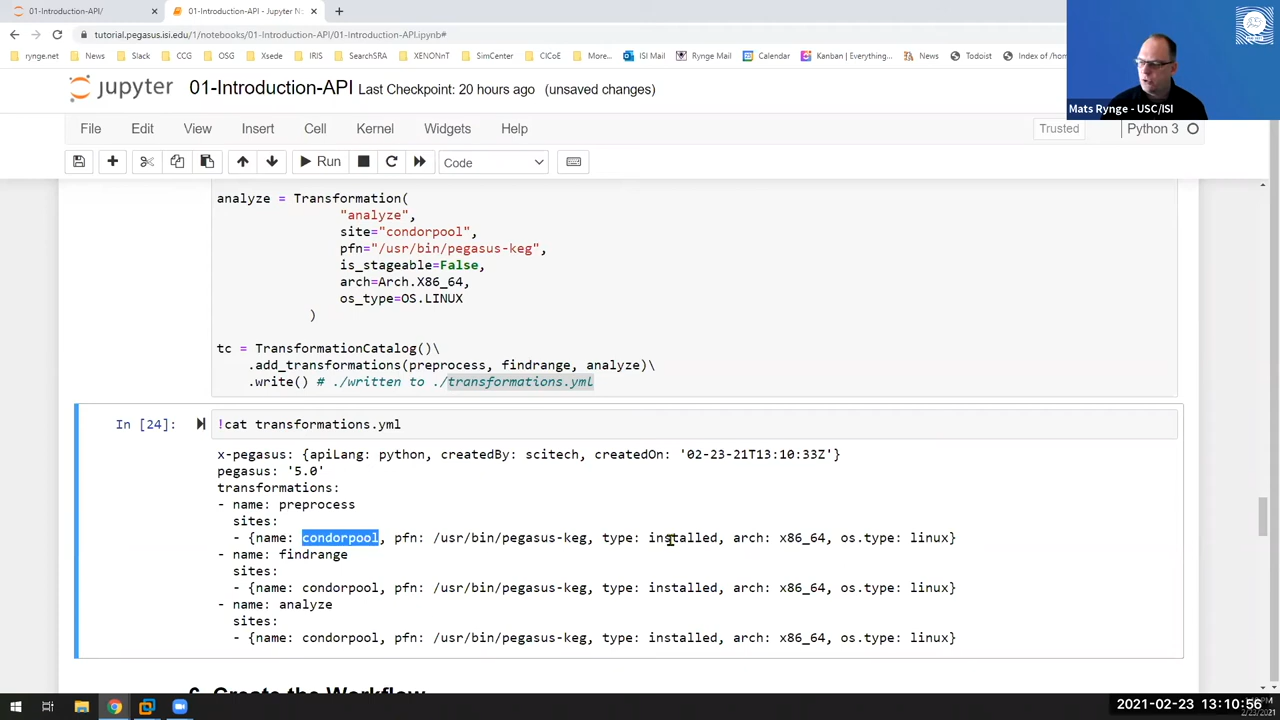 01-Introduction-API/
01-Introduction-API - Jupyter N
tutorial.pegasus.isi.edu/1/notebooks/01-Introduction-API/01-Introduction-API.ipynb#
rynge.net
News
Slack
CCG
OSG
Xsede
IRIS
SearchSRA
XENONnT
SimCenter
CICoE
More...
ISI Mail
Rynge Mail
Calendar
Kanban | Everything...
News
Todoist
Index of /hom
Mats Rynge - USC/ISI
jupyter
01-Introduction-API Last Checkpoint: 20 hours ago (unsaved changes)
File Edit View Insert Cell Kernel Widgets Help
Trusted
Python 3
Run
Code
analyze = Transformation(
"analyze",
site="condorpool",
pfn="/usr/bin/pegasus-keg",
is_stageable=False,
arch=Arch.X86_64,
os_type=OS.LINUX
)
tc = TransformationCatalog()\
.add_transformations(preprocess, findrange, analyze)\
.write() # ./written to ./transformations.yml
In [24]: !cat transformations.yml
x-pegasus: {apiLang: python, createdBy: scitech, createdOn: '02-23-21T13:10:33Z'}
pegasus: '5.0'
transformations:
- name: preprocess
sites:
- {name: condorpool, pfn: /usr/bin/pegasus-keg, type: installed, arch: x86_64, os.type: linux}
- name: findrange
sites:
- {name: condorpool, pfn: /usr/bin/pegasus-keg, type: installed, arch: x86_64, os.type: linux}
- name: analyze
sites:
- {name: condorpool, pfn: /usr/bin/pegasus-keg, type: installed, arch: x86_64, os.type: linux}
6. Create the Workflow
2021-02-23 13:10:56